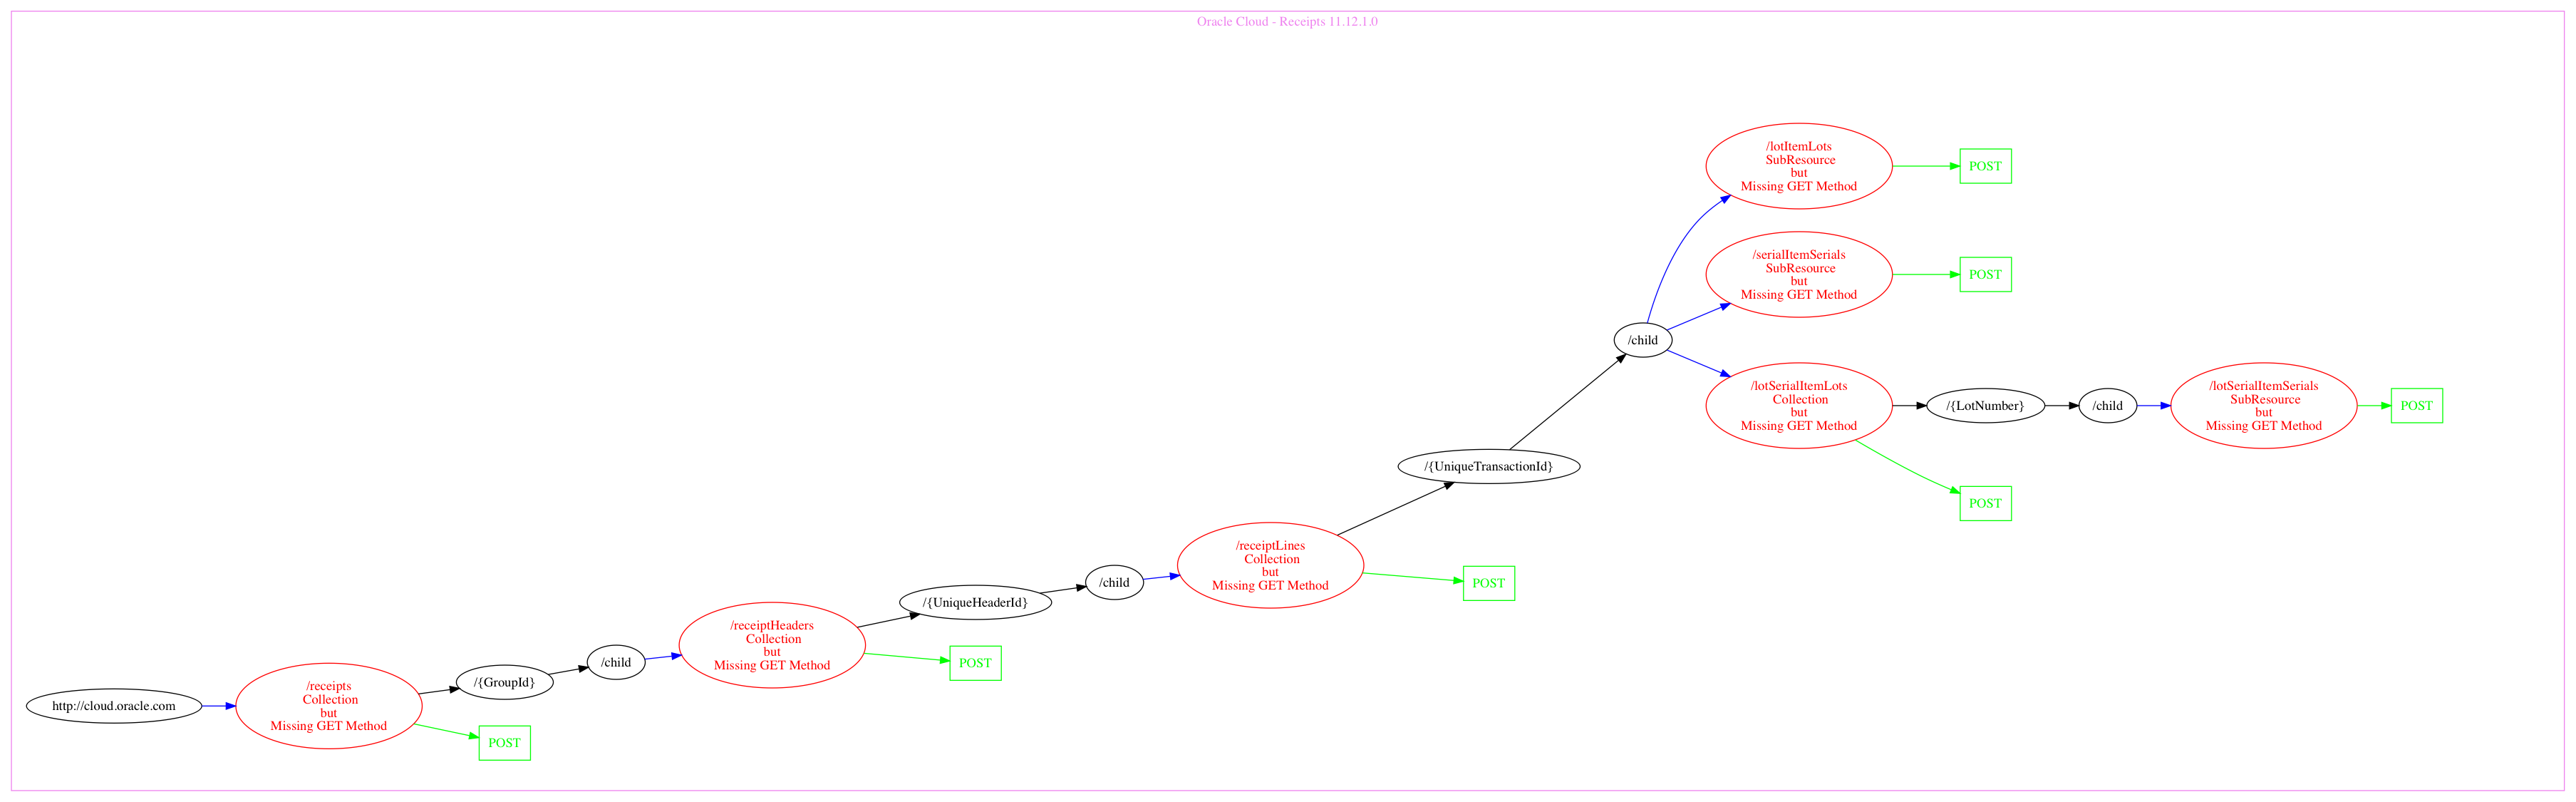 Oracle Cloud - Receipts 11.12.1.0
http://cloud.oracle.com
/receipts
Collection
but
Missing GET Method
POST
/{GroupId}
/child
/receiptHeaders
Collection
but
Missing GET Method
POST
/{UniqueHeaderId}
/child
/receiptLines
Collection
but
Missing GET Method
POST
/{UniqueTransactionId}
/child
/lotItemLots
SubResource
but
Missing GET Method
POST
/serialItemSerials
SubResource
but
Missing GET Method
POST
/lotSerialItemLots
Collection
but
Missing GET Method
POST
/{LotNumber}
/child
/lotSerialItemSerials
SubResource
but
Missing GET Method
POST